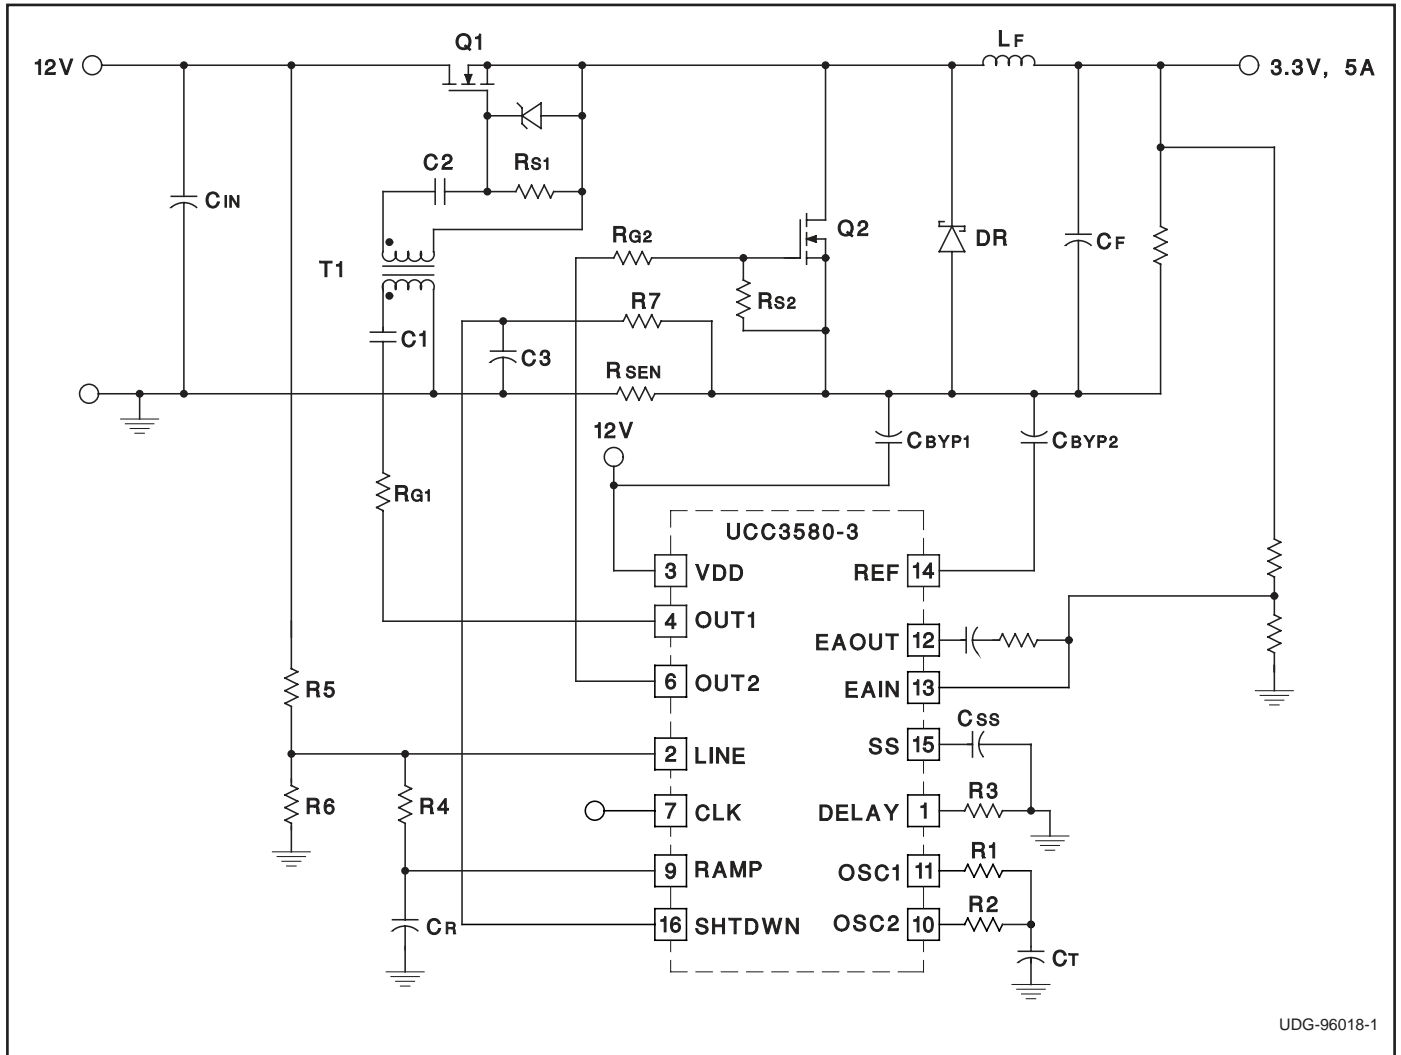 Q1
LF
12V
3.3V, 5A
C2
RS1
CIN
RG2
Q2
DR
CF
T1
R7
RS2
C1
C3
RSEN
12V
CBYP1
CBYP2
RG1
UCC3580-3
3 VDD
REF 14
4 OUT1
EAOUT 12
6 OUT2
EAIN 13
R5
CSS
2 LINE
SS 15
R6
R4
R3
7 CLK
DELAY 1
R1
9 RAMP
OSC1 11
R2
CR
16 SHTDWN
OSC2 10
CT
UDG-96018-1